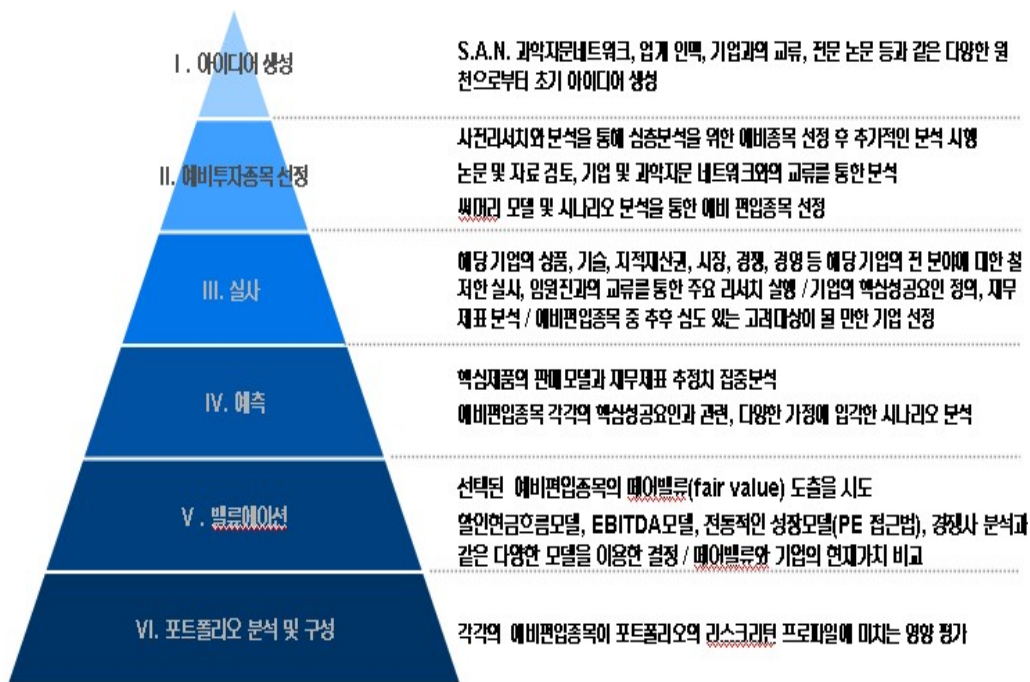 I . 아이디어 생성
S.A.N. 과학자문네트워크, 업계 인맥, 기업과의 교류, 전문 논문 등과 같은 다양한 원
천으로부터 초기 아이디어 생성
II. 예비투자종목 선정
사전리서치와 분석을 통해 심층분석을 위한 예비종목 선정 후 추가적인 분석 시행
논문 및 자료 검토, 기업 및 과학자문 네트워크와의 교류를 통한 분석
써머리 모델 및 시나리오 분석을 통한 예비 편입종목 선정
III. 실사
해당 기업의 상품, 기술, 지적재산권, 시장, 경쟁, 경영 등 해당 기업의 전 분야에 대한 철
저한 실사, 임원진과의 교류를 통한 주요 리서치 실행 / 기업의 핵심성공요인 정의, 재무
제표 분석 / 예비편입종목 중 추후 심도 있는 고려대상이 될 만한 기업 선정
IV. 예측
핵심제품의 판매모델과 재무제표 추정치 집중분석
예비편입종목 각각의 핵심성공요인과 관련, 다양한 가정에 입각한 시나리오 분석
V . 밸류에이션
선택된 예비편입종목의 페어밸류(fair value) 도출을 시도
할인현금흐름모델, EBITDA모델, 전통적인 성장모델(PE 접근법), 경쟁사 분석과
같은 다양한 모델을 이용한 결정 / 페어밸류와 기업의 현재가치 비교
VI. 포트폴리오 분석 및 구성
각각의 예비편입종목이 포트폴리오의 리스크리턴 프로파일에 미치는 영향 평가